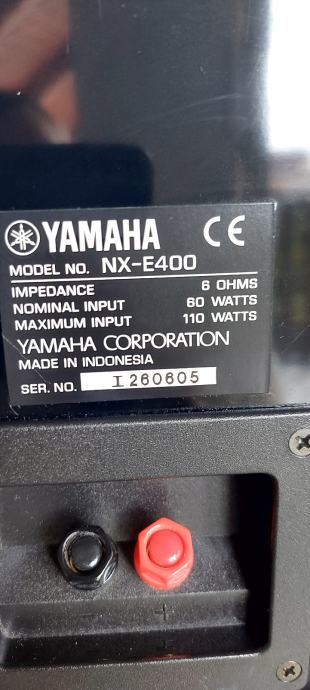 YAMAHA CE
MODEL NO. NX-E400
IMPEDANCE 6 OHMS
NOMINAL INPUT 60 WATTS
MAXIMUM INPUT 110 WATTS
YAMAHA CORPORATION
MADE IN INDONESIA
SER. NO. I 260605
- +
- +